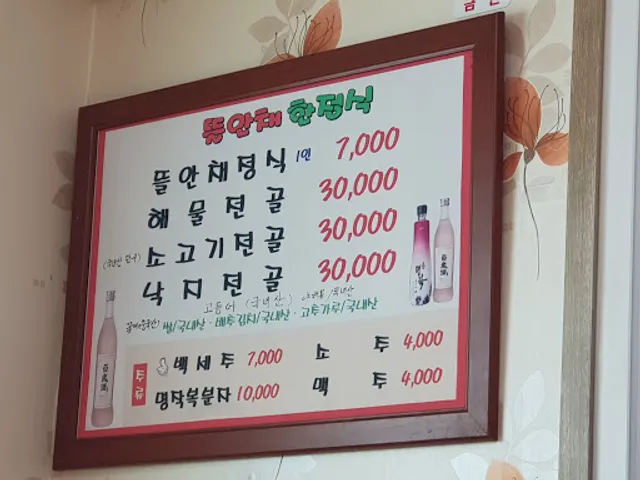 금연
뜰안채 한정식
뜰안채정식 1인 7,000
해물전골 30,000
소고기전골 30,000
낙지전골 30,000
고등어 (국내산)
쌀/국내산 · 배추김치/국내산 · 고추가루/국내산
백세주 7,000 소주 4,000
명작복분자 10,000 맥주 4,000